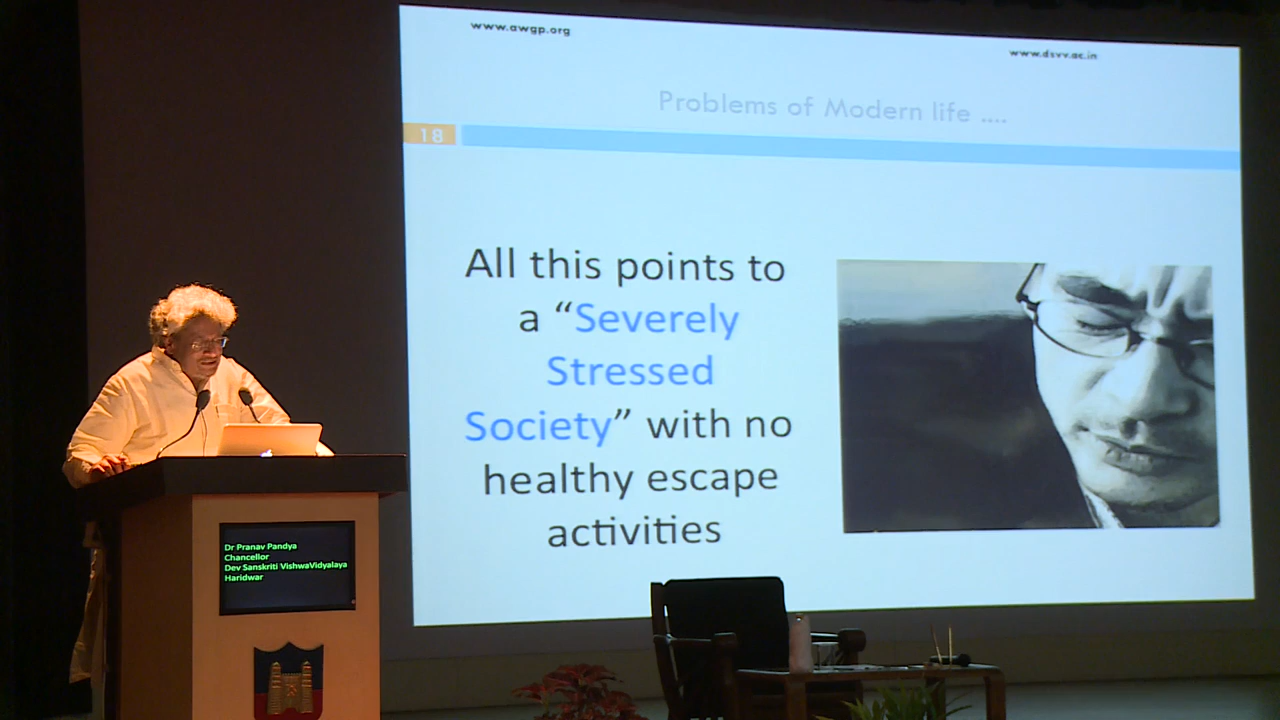 www.awgp.org
www.dsvv.ac.in
Problems of Modern life ....
18
All this points to
a “Severely
Stressed
Society” with no
healthy escape
activities
Dr Pranav Pandya
Chancellor
Dev Sanskriti VishwaVidyalaya
Haridwar